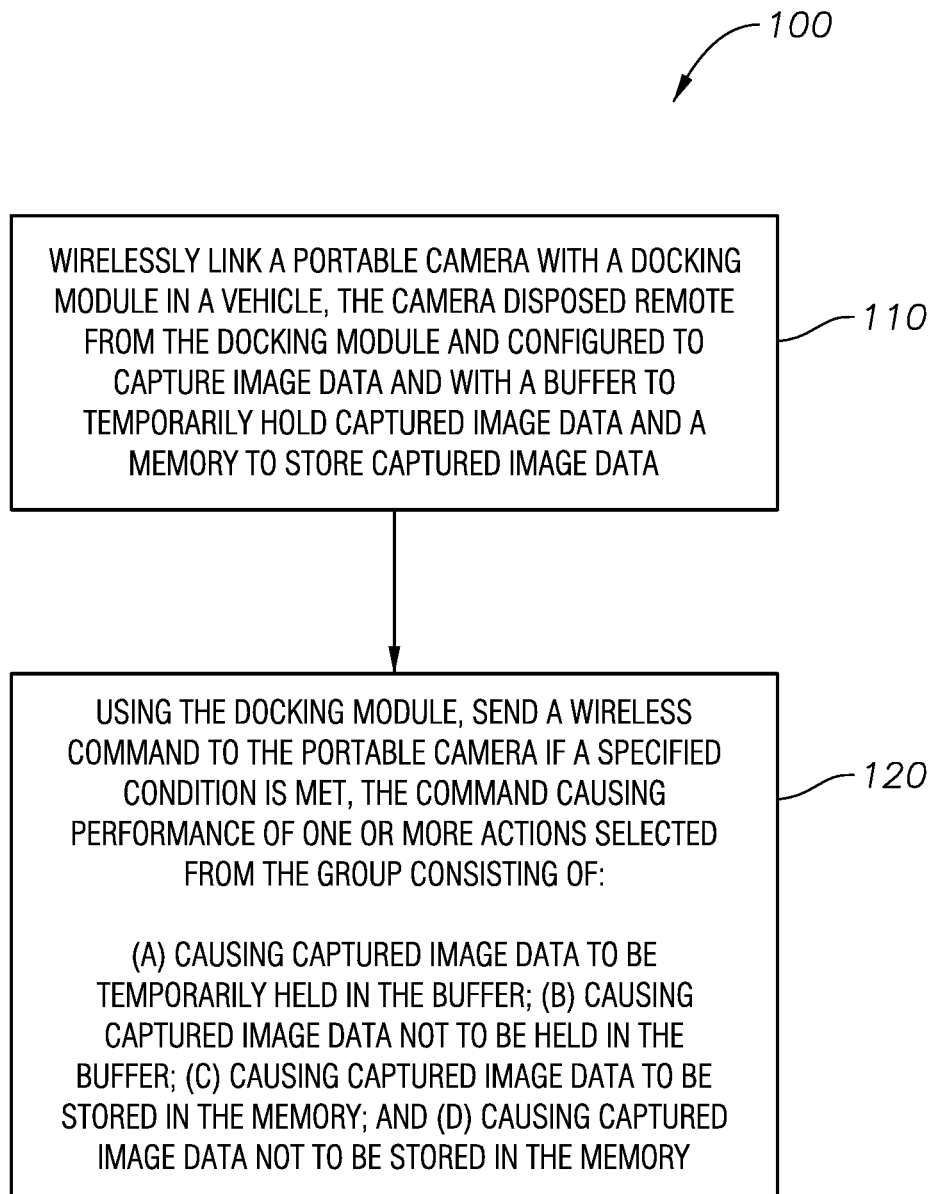 100
WIRELESSLY LINK A PORTABLE CAMERA WITH A DOCKING
MODULE IN A VEHICLE, THE CAMERA DISPOSED REMOTE
FROM THE DOCKING MODULE AND CONFIGURED TO
CAPTURE IMAGE DATA AND WITH A BUFFER TO
TEMPORARILY HOLD CAPTURED IMAGE DATA AND A
MEMORY TO STORE CAPTURED IMAGE DATA
110
USING THE DOCKING MODULE, SEND A WIRELESS
COMMAND TO THE PORTABLE CAMERA IF A SPECIFIED
CONDITION IS MET, THE COMMAND CAUSING
PERFORMANCE OF ONE OR MORE ACTIONS SELECTED
FROM THE GROUP CONSISTING OF:
(A) CAUSING CAPTURED IMAGE DATA TO BE
TEMPORARILY HELD IN THE BUFFER; (B) CAUSING
CAPTURED IMAGE DATA NOT TO BE HELD IN THE
BUFFER; (C) CAUSING CAPTURED IMAGE DATA TO BE
STORED IN THE MEMORY; AND (D) CAUSING CAPTURED
IMAGE DATA NOT TO BE STORED IN THE MEMORY
120